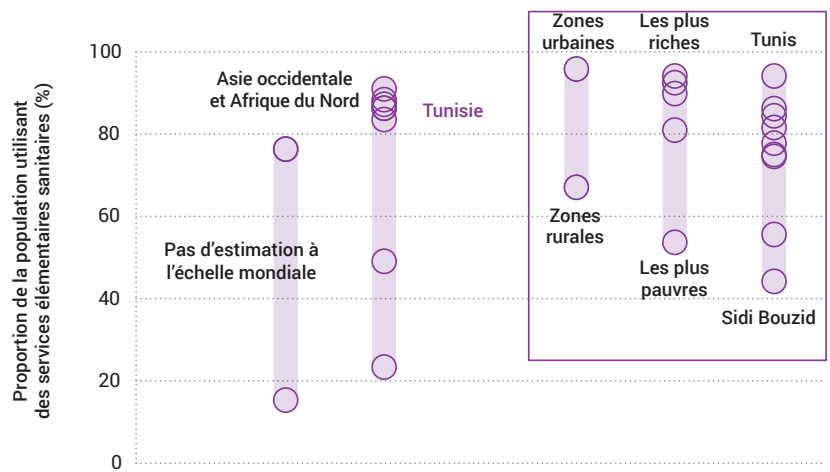 Proportion de la population utilisant
des services élémentaires sanitaires (%)
100
80
60
40
20
0
Asie occidentale
et Afrique du Nord
Pas d’estimation à
l’échelle mondiale
Tunisie
Zones
urbaines
Zones
rurales
Les plus
riches
Les plus
pauvres
Tunis
Sidi Bouzid